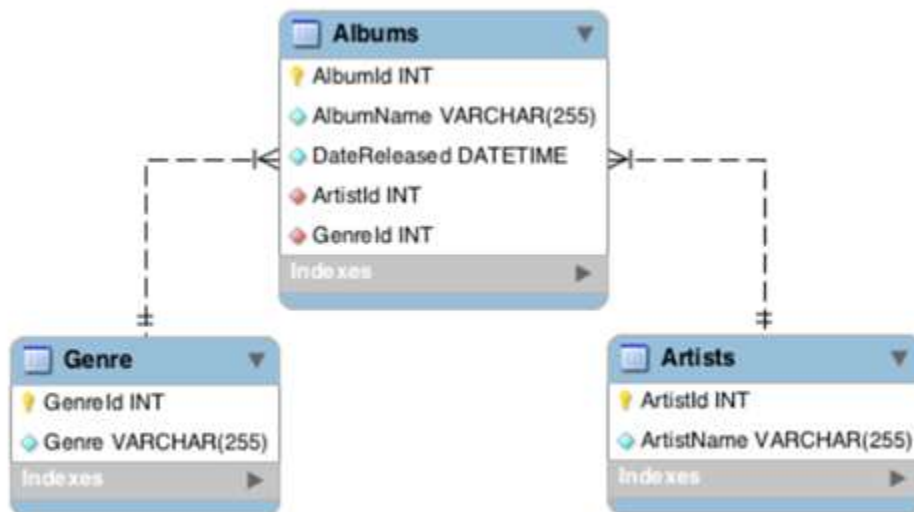 Albums
AlbumId INT
AlbumName VARCHAR(255)
DateReleased DATETIME
ArtistId INT
GenreId INT
Indexes
Genre
GenreId INT
Genre VARCHAR(255)
Indexes
Artists
ArtistId INT
ArtistName VARCHAR(255)
Indexes